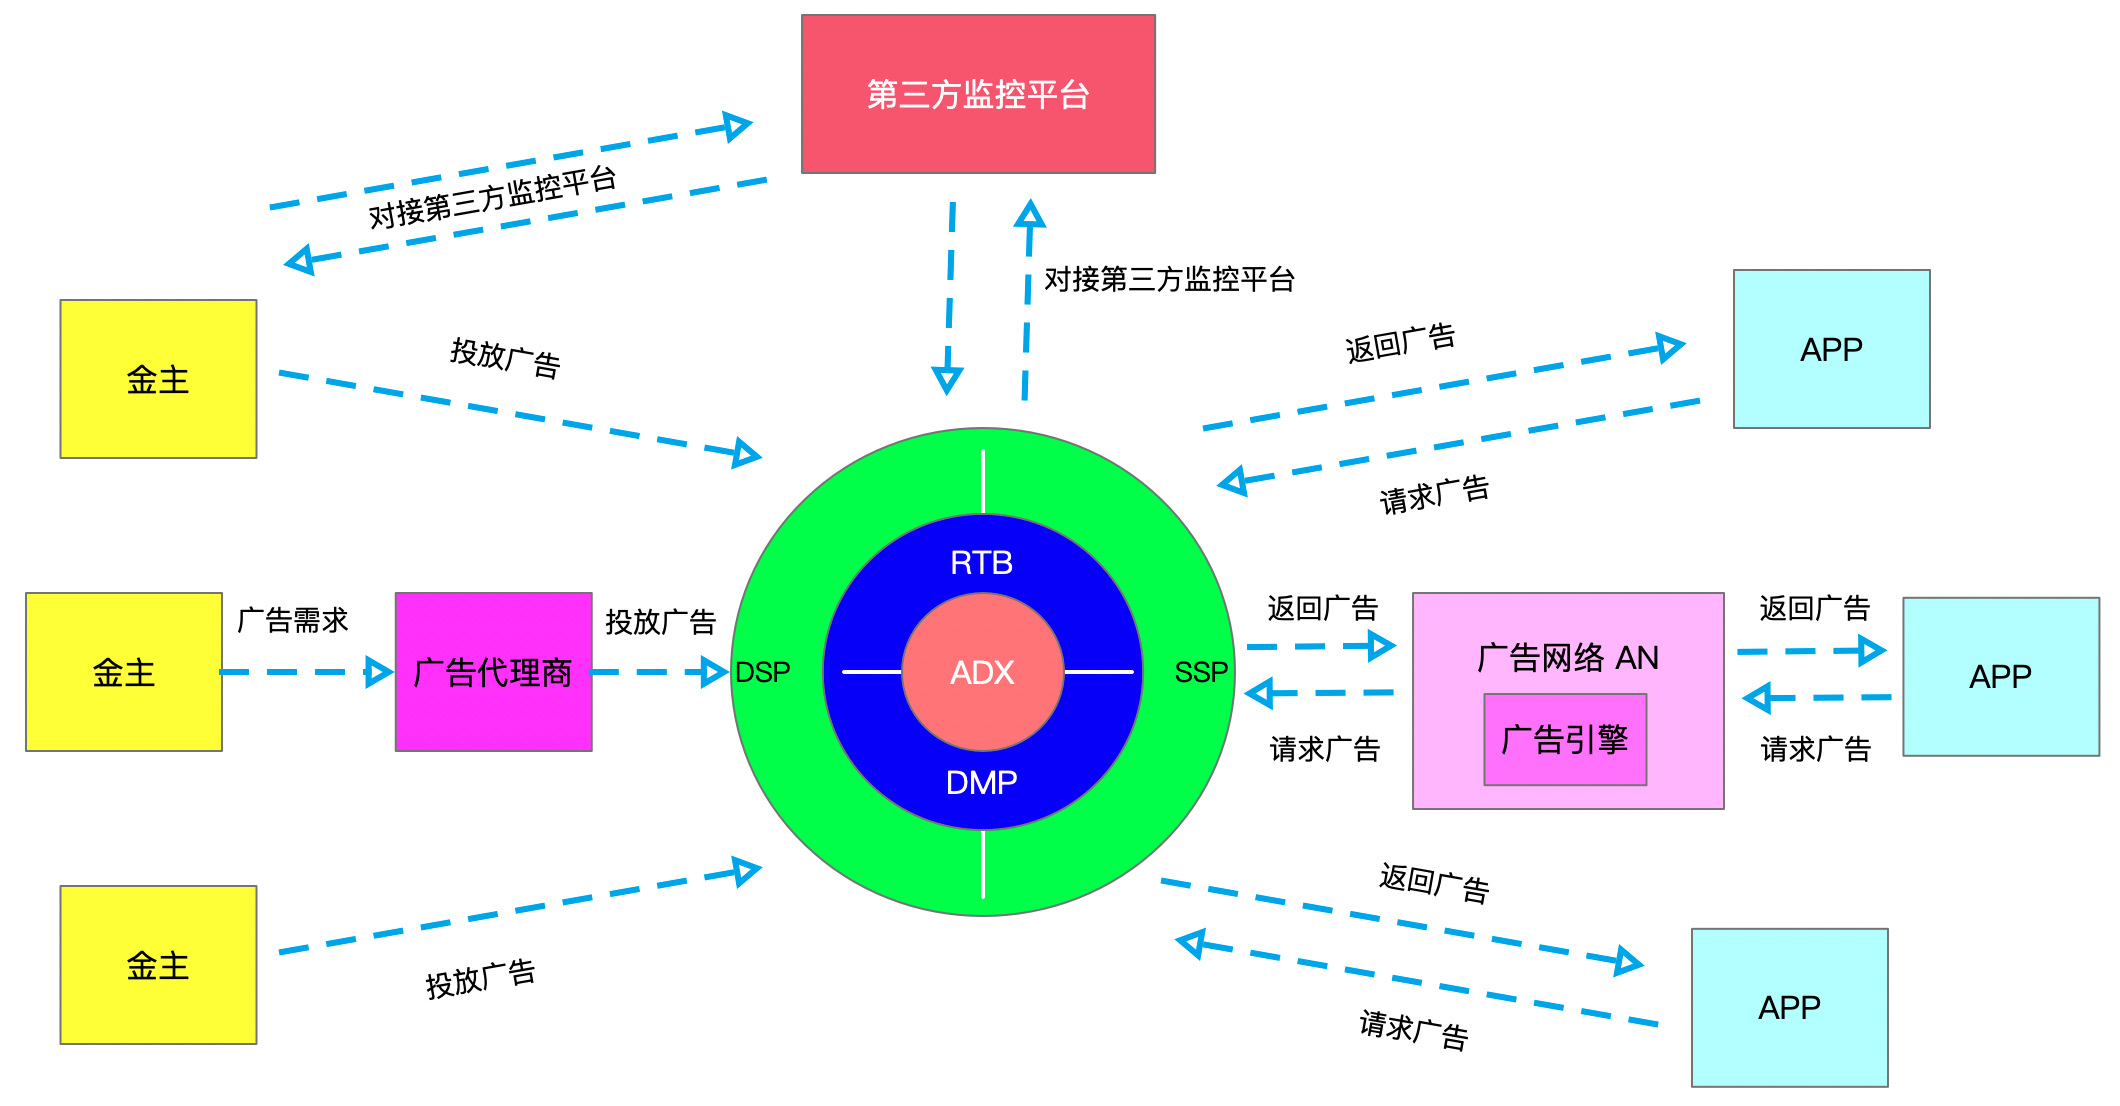 第三方监控平台
对接第三方监控平台
对接第三方监控平台
金主
投放广告
返回广告
APP
请求广告
RTB
金主
广告需求
广告代理商
投放广告
DSP
ADX
SSP
返回广告
请求广告
广告网络 AN
广告引擎
返回广告
请求广告
APP
DMP
金主
投放广告
返回广告
请求广告
APP